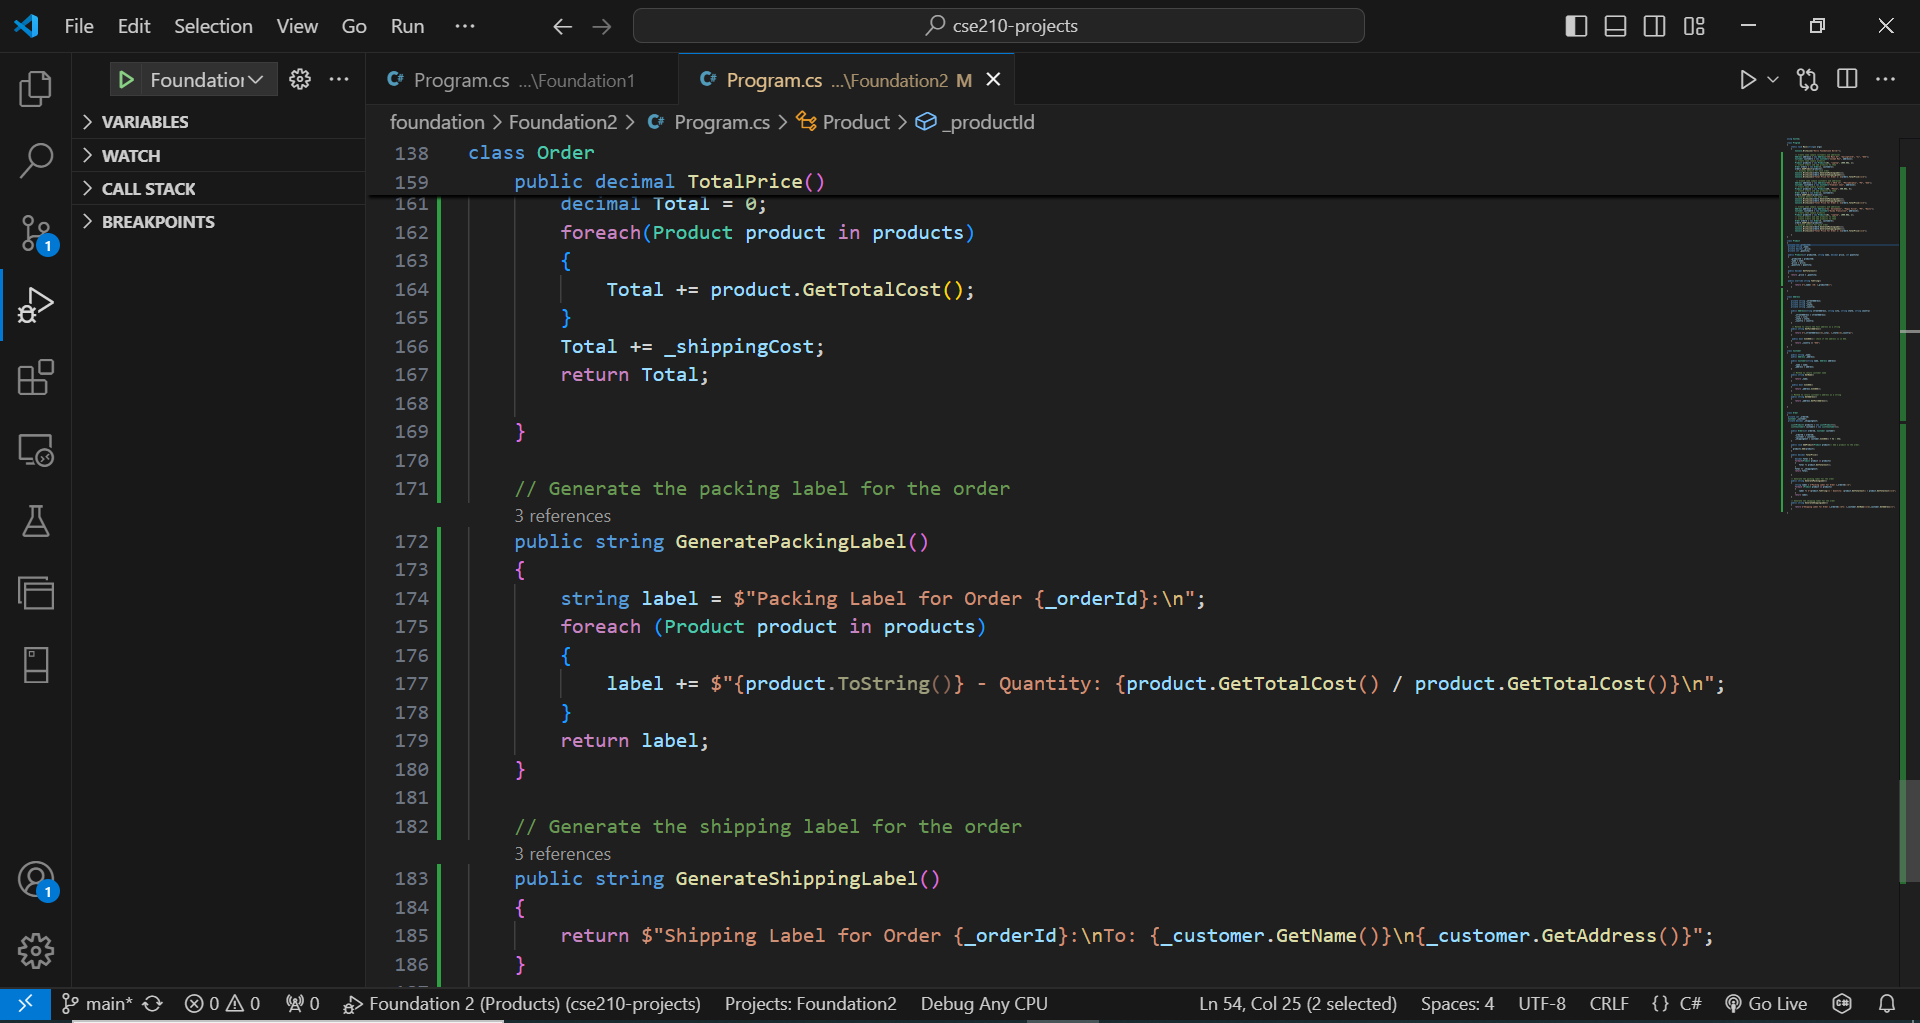 File Edit Selection View Go Run ··· cse210-projects
Foundation
Program.cs ...\Foundation1 Program.cs ...\Foundation2 M
VARIABLES
WATCH
CALL STACK
BREAKPOINTS
foundation > Foundation2 > Program.cs > Product > _productId
138 class Order
159 public decimal TotalPrice()
161 decimal Total = 0;
162 foreach(Product product in products)
163 {
164 Total += product.GetTotalCost();
165 }
166 Total += _shippingCost;
167 return Total;
168
169 }
170
171 // Generate the packing label for the order
3 references
172 public string GeneratePackingLabel()
173 {
174 string label = $"Packing Label for Order {_orderId}:\n";
175 foreach (Product product in products)
176 {
177 label += $"{product.ToString()} - Quantity: {product.GetTotalCost() / product.GetTotalCost()}\n";
178 }
179 return label;
180 }
181
182 // Generate the shipping label for the order
3 references
183 public string GenerateShippingLabel()
184 {
185 return $"Shipping Label for Order {_orderId}:\nTo: {_customer.GetName()}\n{_customer.GetAddress()}";
186 }
1
1
main* 0 0 0 Foundation 2 (Products) (cse210-projects) Projects: Foundation2 Debug Any CPU Ln 54, Col 25 (2 selected) Spaces: 4 UTF-8 CRLF {} C# Go Live